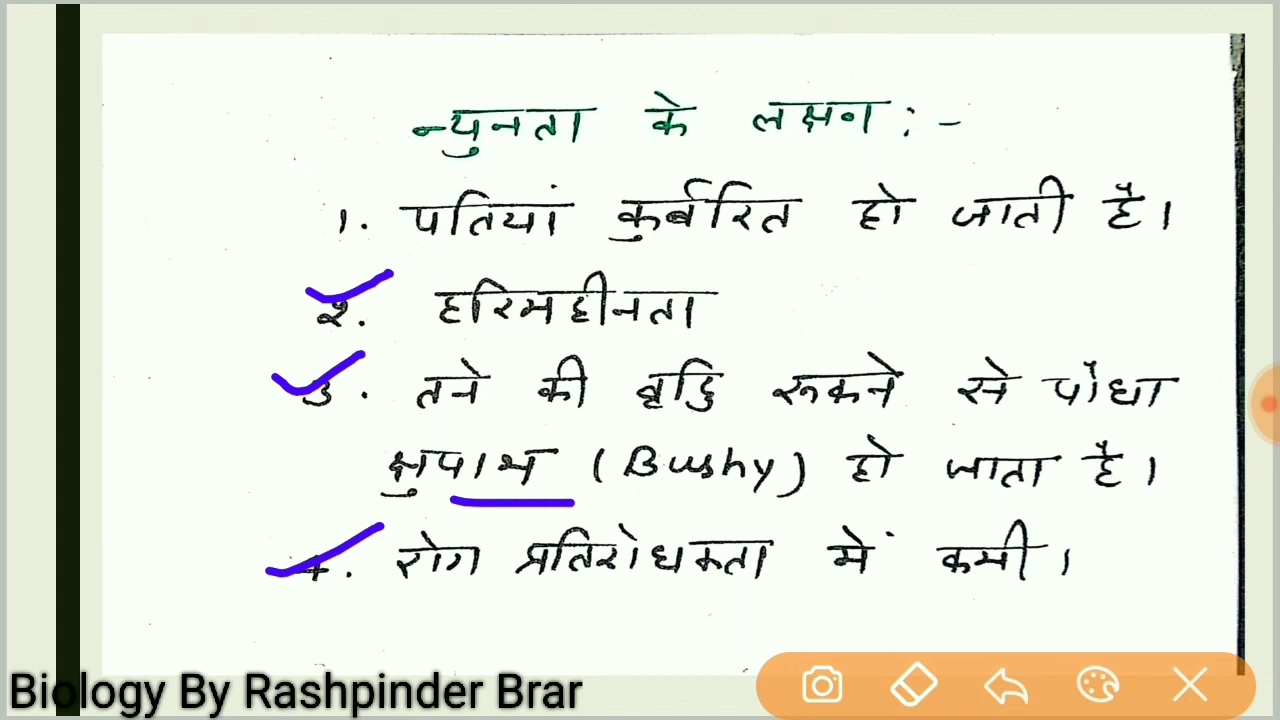 न्युनता के लक्षण : -
1. पतियां कुर्बरित हो जाती है।
2. हरिमहीनता
3. तने की वृद्धि रूकने से पौधा
क्षुपाभ (Bushy) हो जाता है।
4. रोग प्रतिरोधकता में कमी।
Biology By Rashpinder Brar